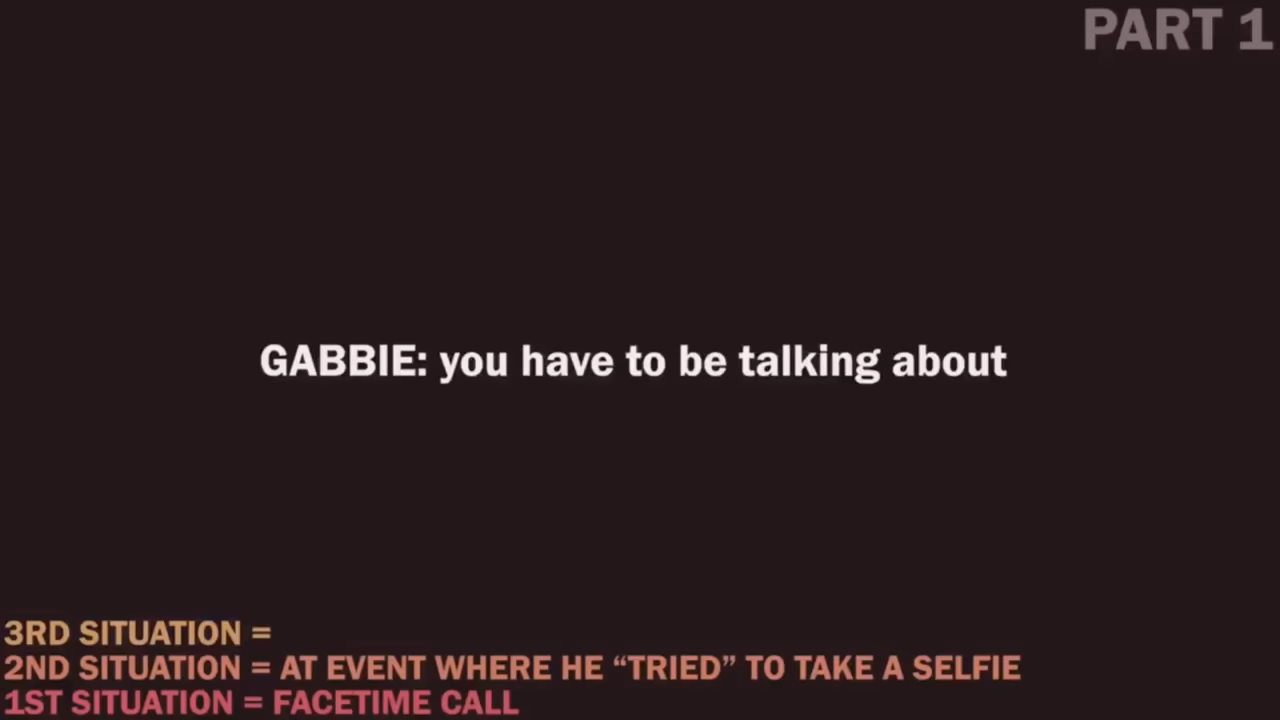 PART 1
GABBIE: you have to be talking about
3RD SITUATION =
2ND SITUATION = AT EVENT WHERE HE “TRIED” TO TAKE A SELFIE
1ST SITUATION = FACETIME CALL